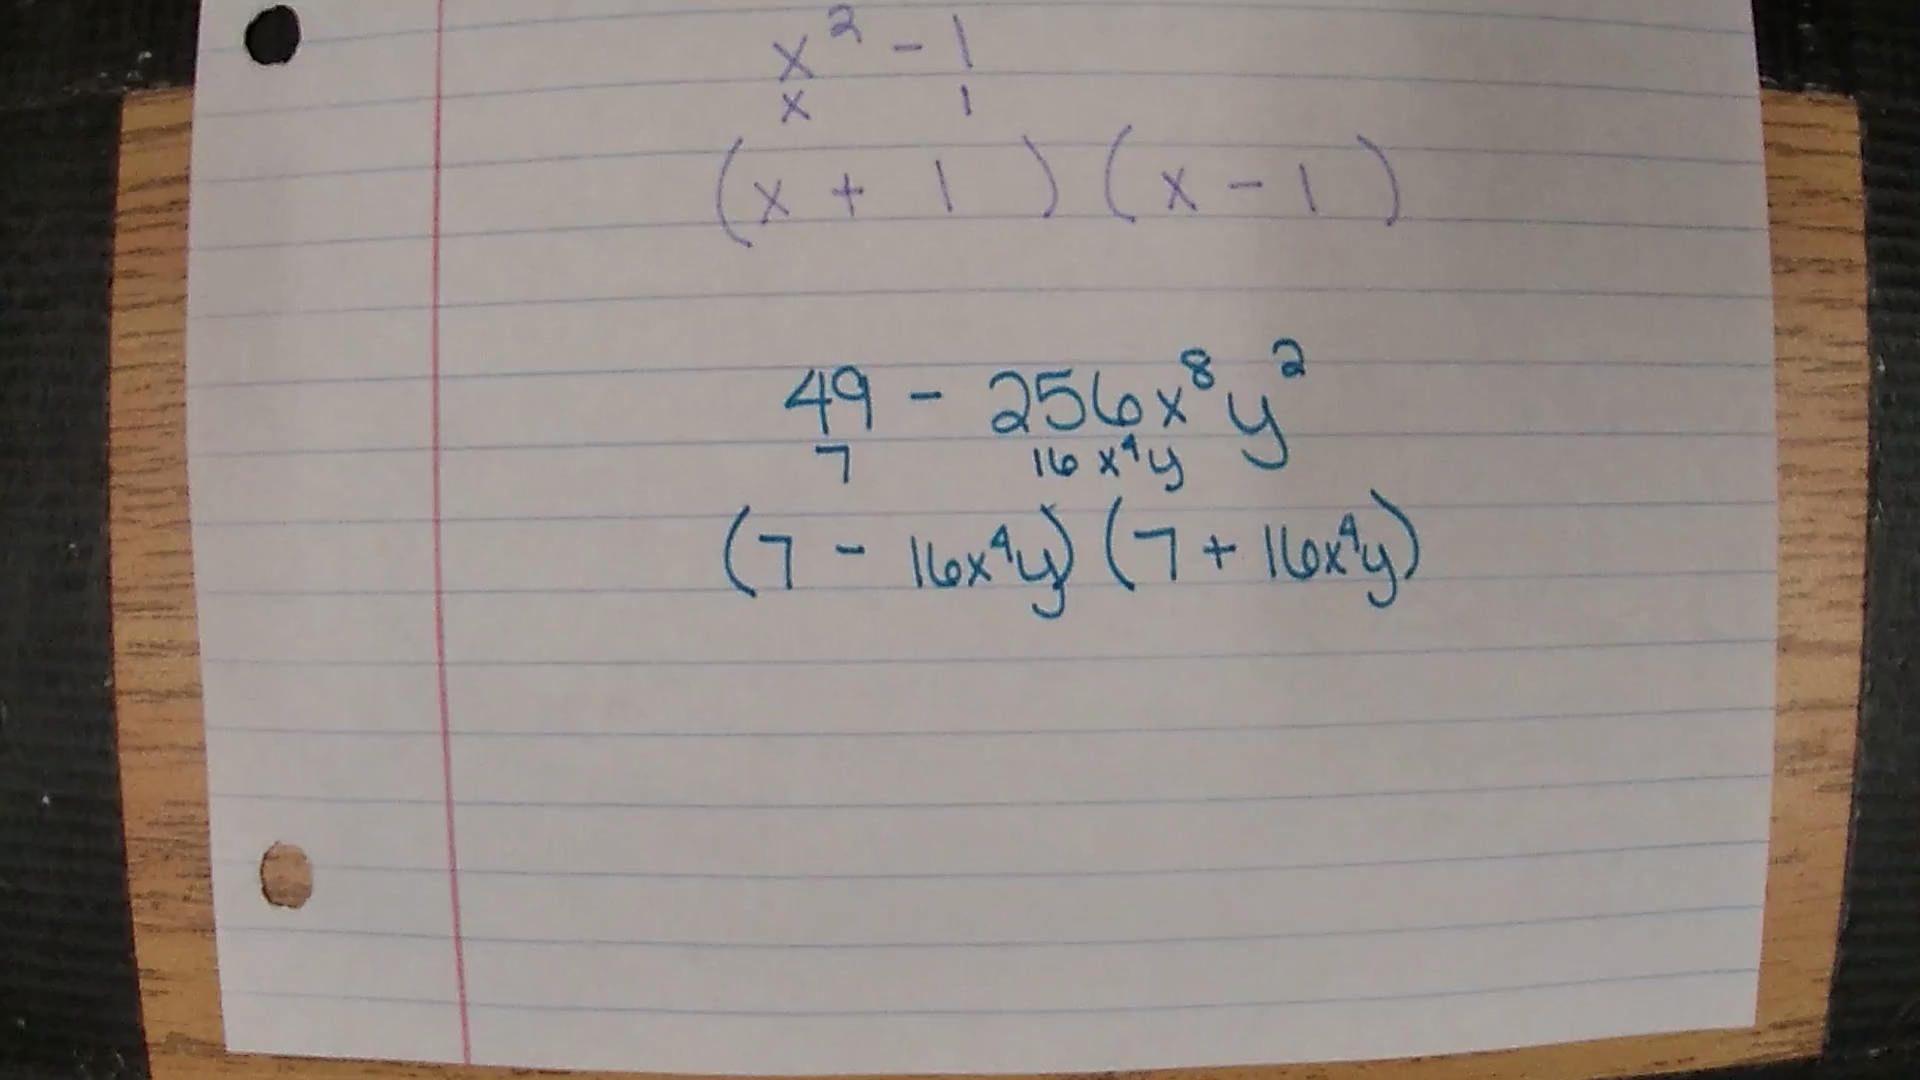 x² - 1
x 1
(x + 1) (x - 1)
49 - 256x⁸y²
7 16x⁴y
(7 - 16x⁴y) (7 + 16x⁴y)